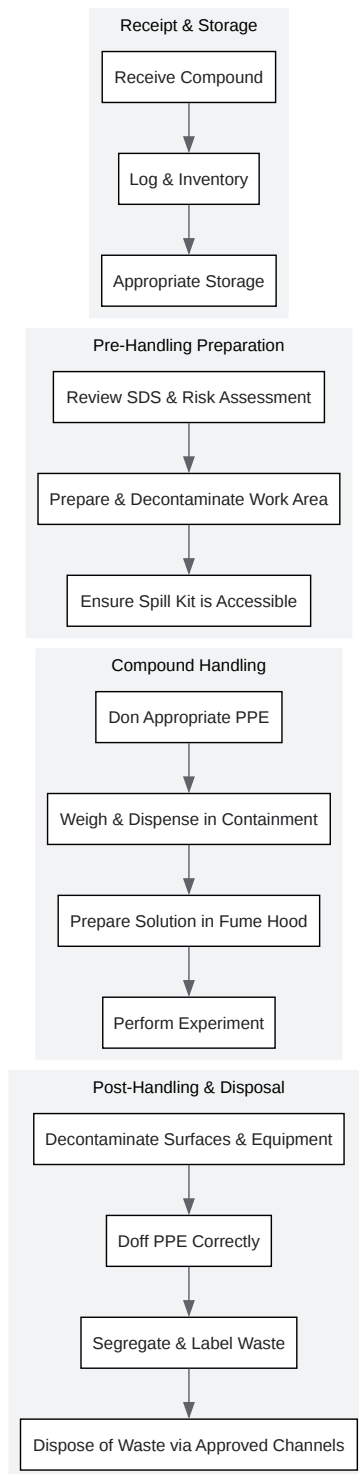 Receipt & Storage
Receive Compound
Log & Inventory
Appropriate Storage
Pre-Handling Preparation
Review SDS & Risk Assessment
Prepare & Decontaminate Work Area
Ensure Spill Kit is Accessible
Compound Handling
Don Appropriate PPE
Weigh & Dispense in Containment
Prepare Solution in Fume Hood
Perform Experiment
Post-Handling & Disposal
Decontaminate Surfaces & Equipment
Doff PPE Correctly
Segregate & Label Waste
Dispose of Waste via Approved Channels